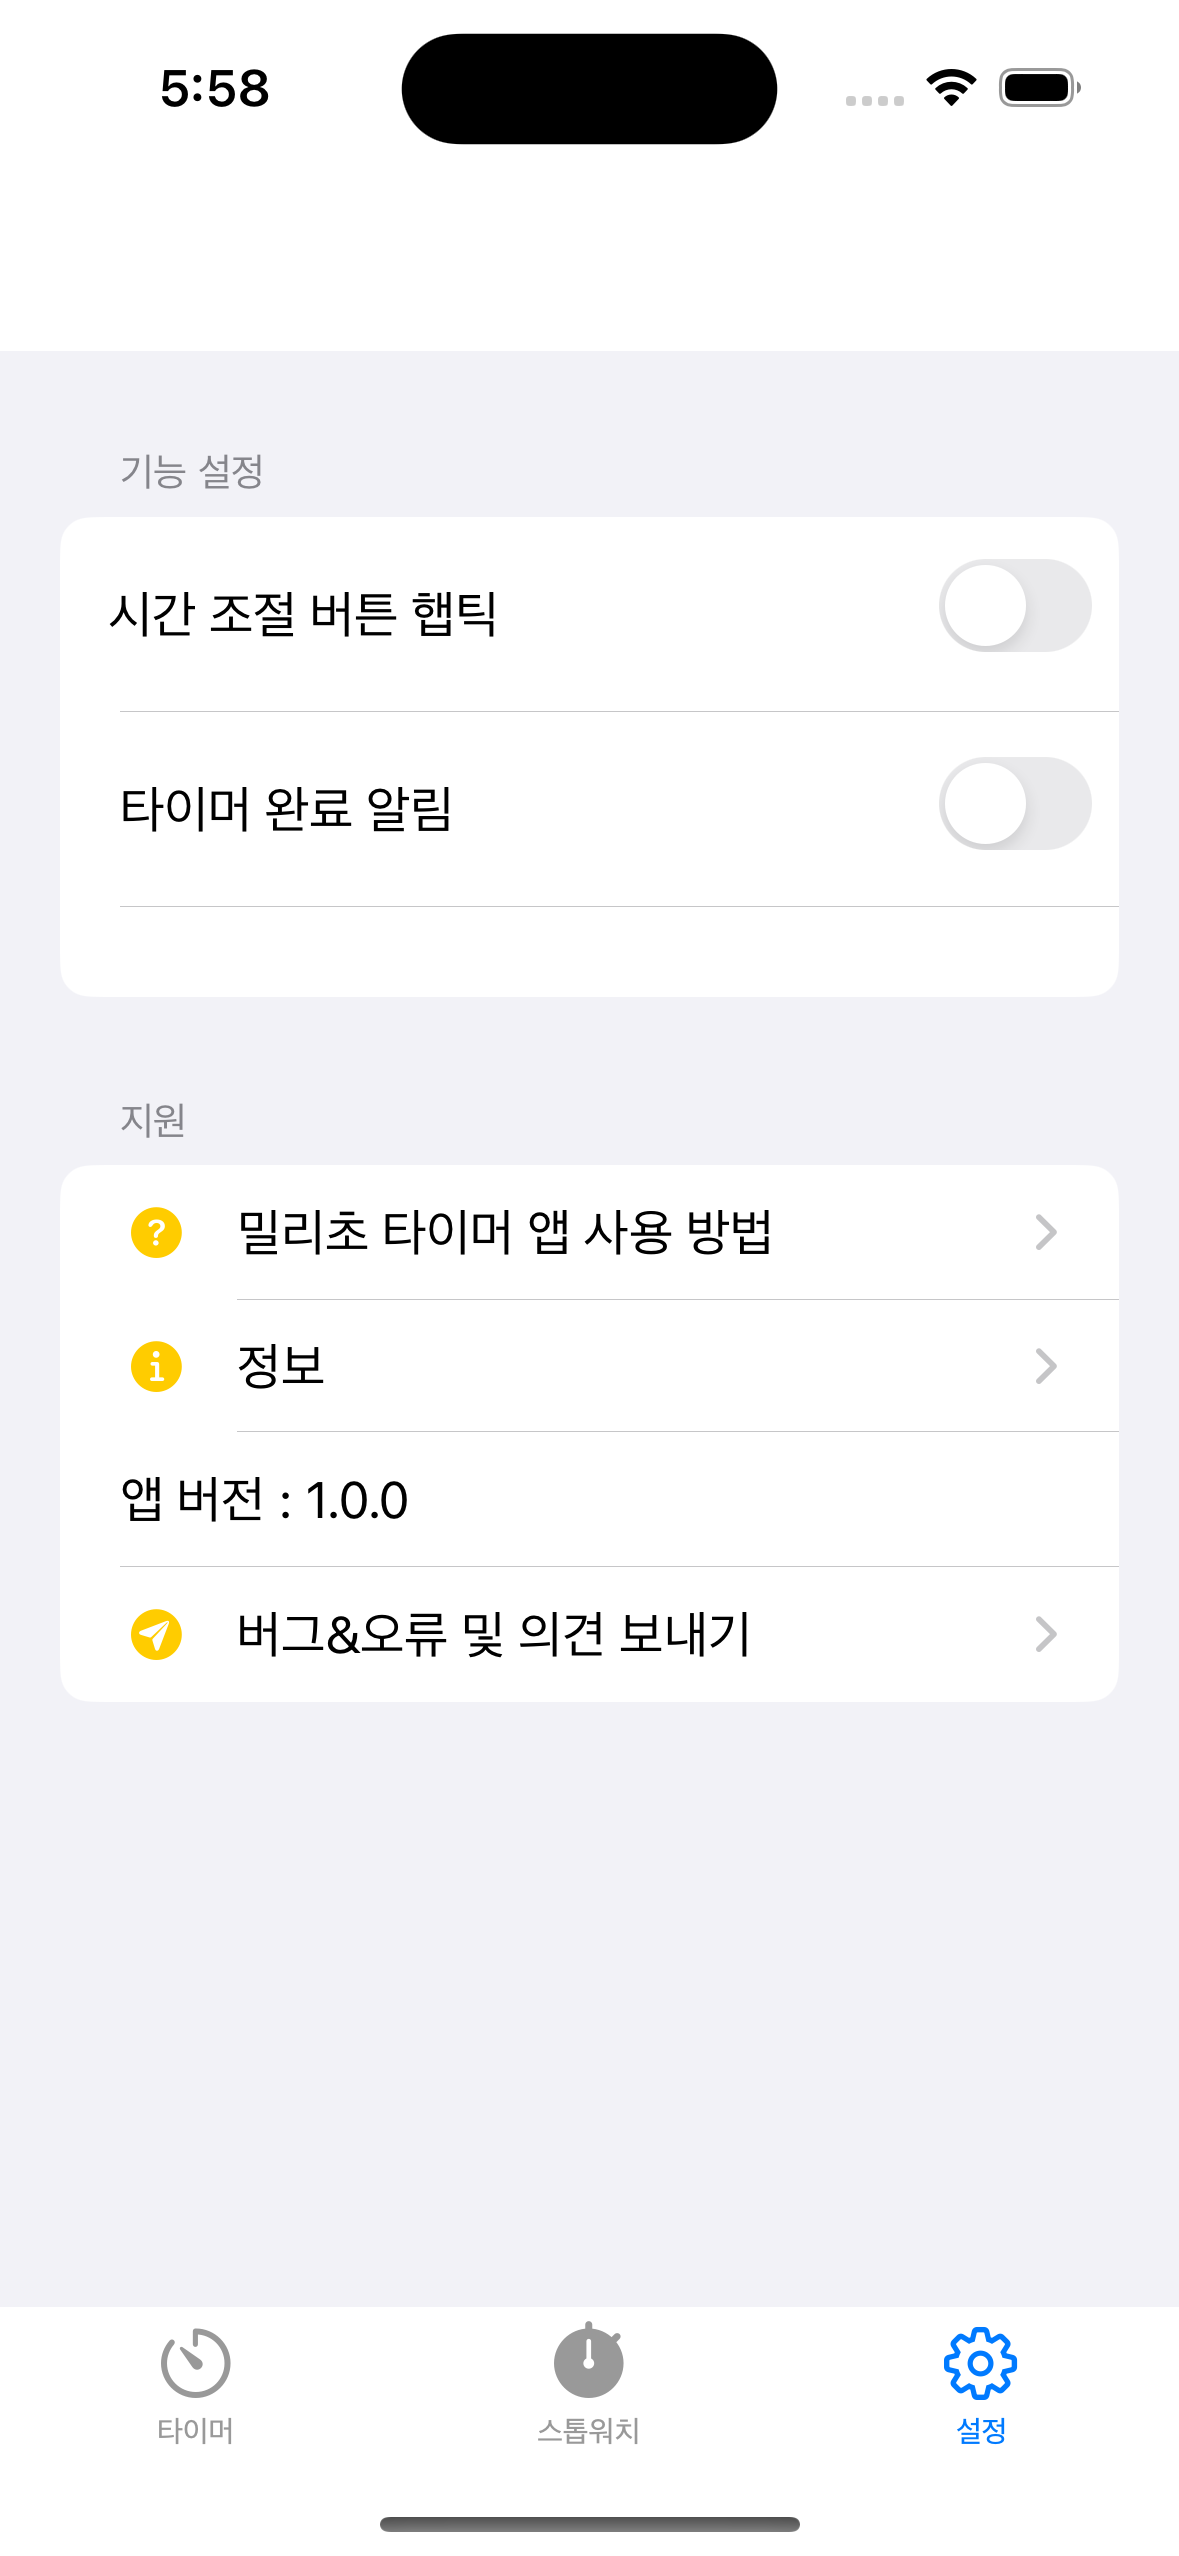 5:58
기능 설정
시간 조절 버튼 햅틱
타이머 완료 알림
지원
밀리초 타이머 앱 사용 방법
정보
앱 버전 : 1.0.0
버그&오류 및 의견 보내기
타이머
스톱워치
설정